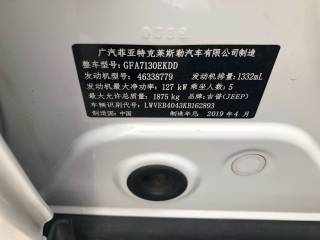 广汽菲亚特克莱斯勒汽车有限公司制造
整车型号: GFA7130EKDD
发动机型号: 46338779 发动机排量: 1332mL
发动机最大净功率: 127 kW 乘坐人数: 5
最大允许总质量: 1875 kg 品牌: 吉普(JEEP)
车辆识别代号: LWVEB4043KB162893
制造国: 中国 制造年月: 2019 年 4 月